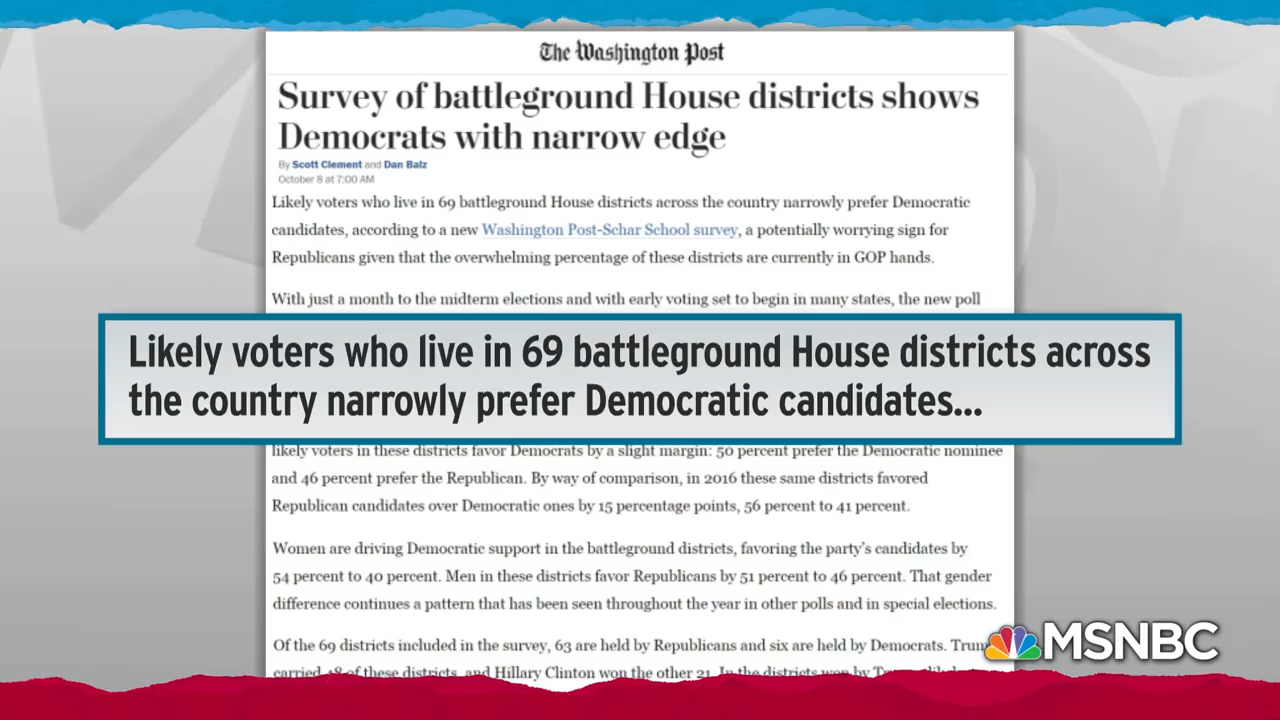 The Washington Post
Survey of battleground House districts shows
Democrats with narrow edge
By Scott Clement and Dan Balz
October 8 at 7:00 AM
Likely voters who live in 69 battleground House districts across the country narrowly prefer Democratic
candidates, according to a new Washington Post-Schar School survey, a potentially worrying sign for
Republicans given that the overwhelming percentage of these districts are currently in GOP hands.
With just a month to the midterm elections and with early voting set to begin in many states, the new poll
Likely voters who live in 69 battleground House districts across
the country narrowly prefer Democratic candidates...
likely voters in these districts favor Democrats by a slight margin: 50 percent prefer the Democratic nominee
and 46 percent prefer the Republican. By way of comparison, in 2016 these same districts favored
Republican candidates over Democratic ones by 15 percentage points, 56 percent to 41 percent.
Women are driving Democratic support in the battleground districts, favoring the party's candidates by
54 percent to 40 percent. Men in these districts favor Republicans by 51 percent to 46 percent. That gender
difference continues a pattern that has been seen throughout the year in other polls and in special elections.
Of the 69 districts included in the survey, 63 are held by Republicans and six are held by Democrats.
carried of these districts, and Hillary Clinton won the other 21. In the districts won by
MSNBC